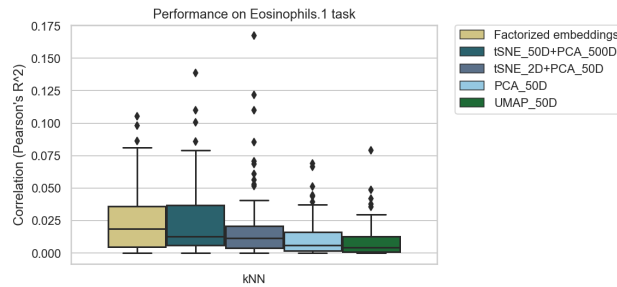 Performance on Eosinophils.1 task
Correlation (Pearson's R^2)
0.175
0.150
0.125
0.100
0.075
0.050
0.025
0.000
kNN
Factorized embeddings
tSNE_50D+PCA_500D
tSNE_2D+PCA_50D
PCA_50D
UMAP_50D